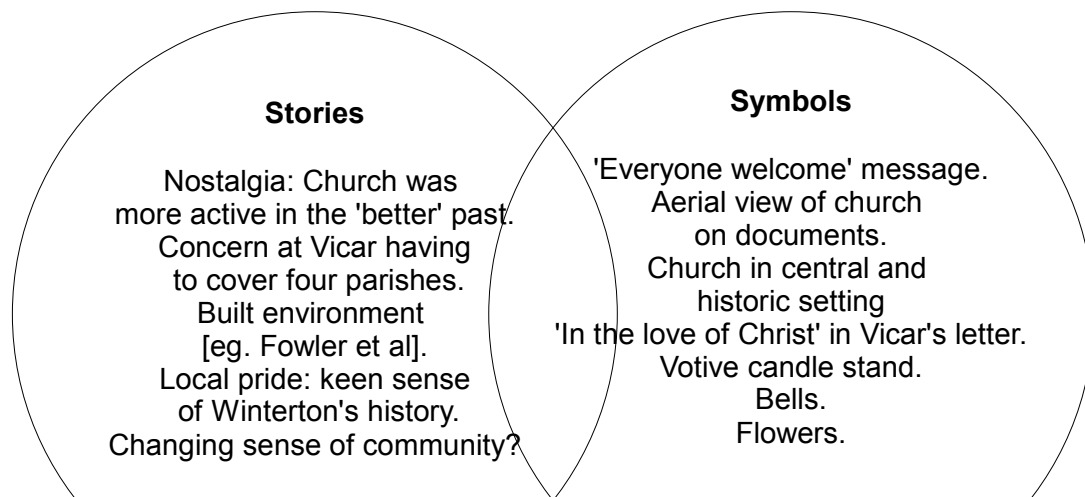 Stories
Nostalgia: Church was
more active in the 'better' past.
Concern at Vicar having
to cover four parishes.
Built environment
[eg. Fowler et al].
Local pride: keen sense
of Winterton's history.
Changing sense of community?
Symbols
'Everyone welcome' message.
Aerial view of church
on documents.
Church in central and
historic setting
'In the love of Christ' in Vicar's letter.
Votive candle stand.
Bells.
Flowers.